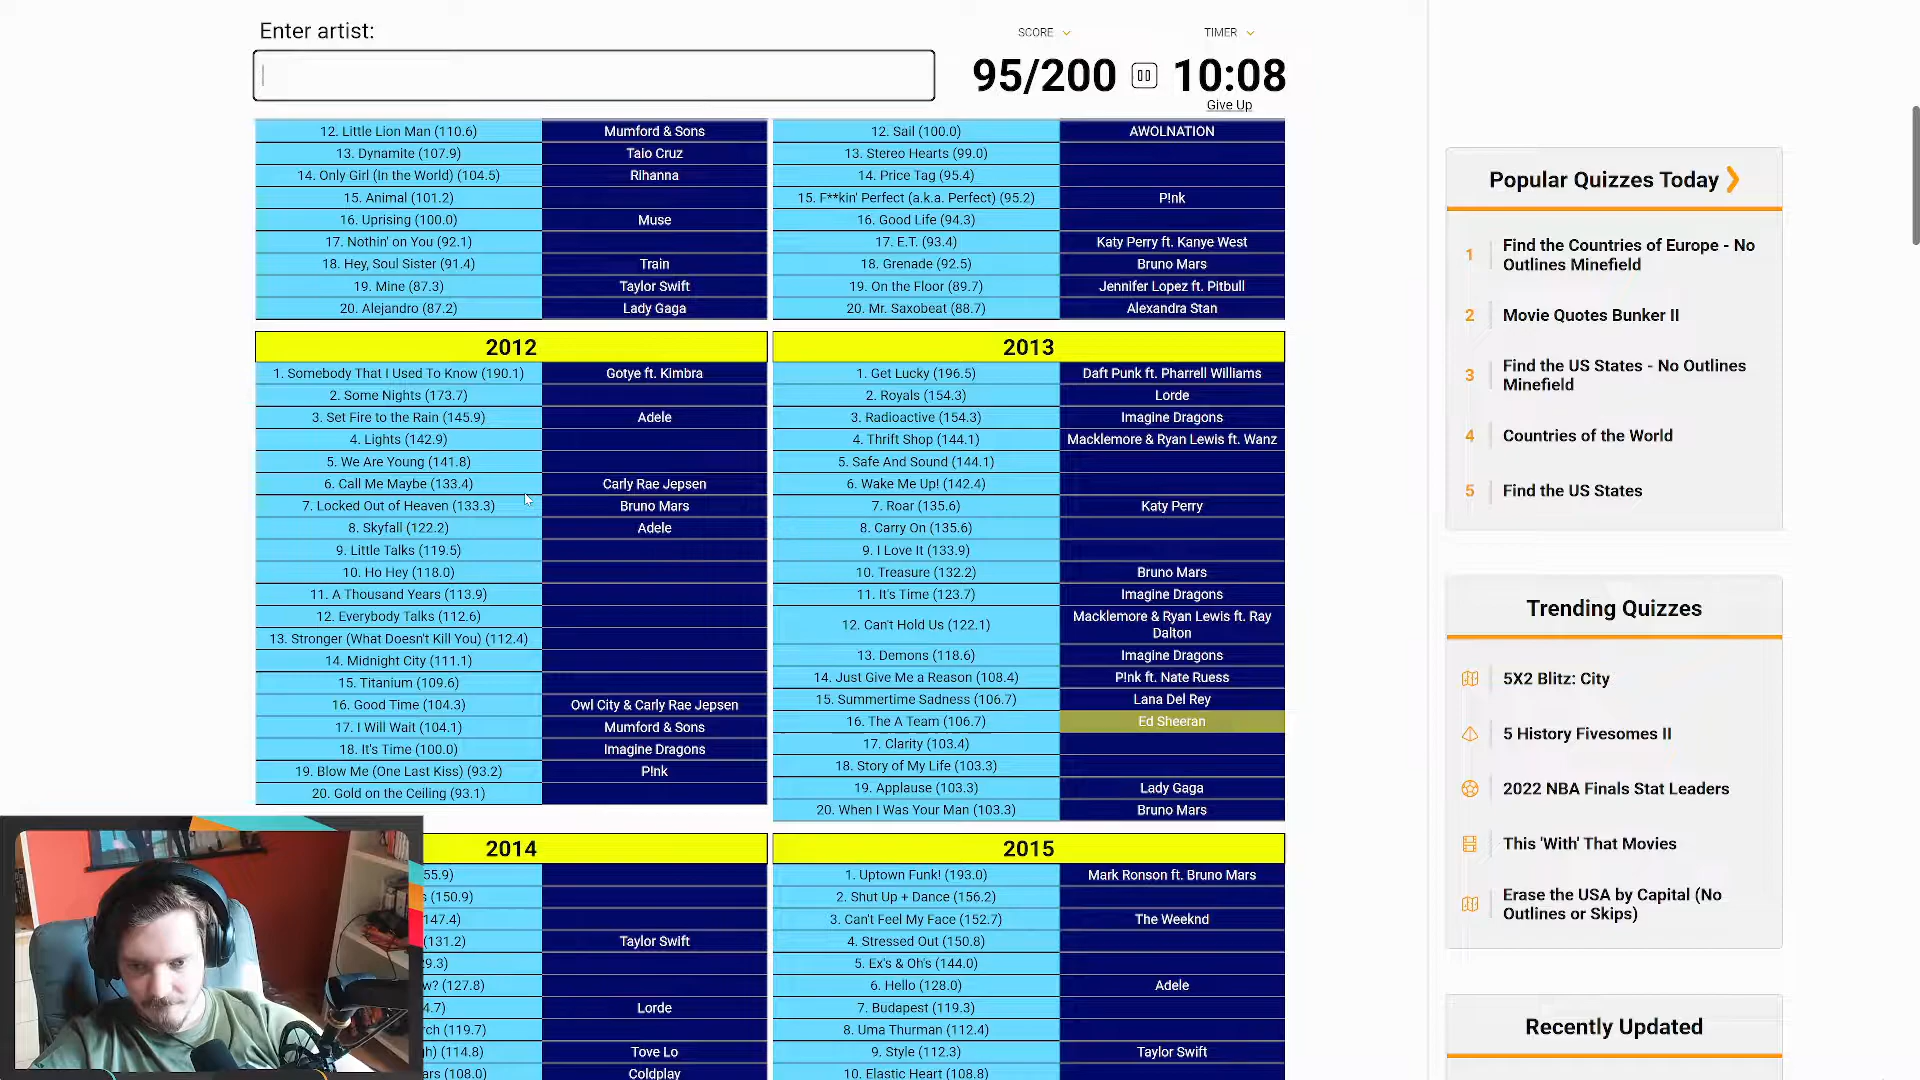 Enter artist:
SCORE
TIMER
95/200
10:08
Give Up
12. Little Lion Man (110.6) Mumford & Sons
13. Dynamite (107.9) Taio Cruz
14. Only Girl (In the World) (104.5) Rihanna
15. Animal (101.2)
16. Uprising (100.0) Muse
17. Nothin' on You (92.1)
18. Hey, Soul Sister (91.4) Train
19. Mine (87.3) Taylor Swift
20. Alejandro (87.2) Lady Gaga
12. Sail (100.0) AWOLNATION
13. Stereo Hearts (99.0)
14. Price Tag (95.4)
15. F**kin' Perfect (a.k.a. Perfect) (95.2) P!nk
16. Good Life (94.3)
17. E.T. (93.4) Katy Perry ft. Kanye West
18. Grenade (92.5) Bruno Mars
19. On the Floor (89.7) Jennifer Lopez ft. Pitbull
20. Mr. Saxobeat (88.7) Alexandra Stan
2012
1. Somebody That I Used To Know (190.1) Gotye ft. Kimbra
2. Some Nights (173.7)
3. Set Fire to the Rain (145.9) Adele
4. Lights (142.9)
5. We Are Young (141.8)
6. Call Me Maybe (133.4) Carly Rae Jepsen
7. Locked Out of Heaven (133.3) Bruno Mars
8. Skyfall (122.2) Adele
9. Little Talks (119.5)
10. Ho Hey (118.0)
11. A Thousand Years (113.9)
12. Everybody Talks (112.6)
13. Stronger (What Doesn't Kill You) (112.4)
14. Midnight City (111.1)
15. Titanium (109.6)
16. Good Time (104.3) Owl City & Carly Rae Jepsen
17. I Will Wait (104.1) Mumford & Sons
18. It's Time (100.0) Imagine Dragons
19. Blow Me (One Last Kiss) (93.2) P!nk
20. Gold on the Ceiling (93.1)
2013
1. Get Lucky (196.5) Daft Punk ft. Pharrell Williams
2. Royals (154.3) Lorde
3. Radioactive (154.3) Imagine Dragons
4. Thrift Shop (144.1) Macklemore & Ryan Lewis ft. Wanz
5. Safe And Sound (144.1)
6. Wake Me Up! (142.4)
7. Roar (135.6) Katy Perry
8. Carry On (135.6)
9. I Love It (133.9)
10. Treasure (132.2) Bruno Mars
11. It's Time (123.7) Imagine Dragons
12. Can't Hold Us (122.1) Macklemore & Ryan Lewis ft. Ray
Dalton
13. Demons (118.6) Imagine Dragons
14. Just Give Me a Reason (108.4) P!nk ft. Nate Ruess
15. Summertime Sadness (106.7) Lana Del Rey
16. The A Team (106.7) Ed Sheeran
17. Clarity (103.4)
18. Story of My Life (103.3)
19. Applause (103.3) Lady Gaga
20. When I Was Your Man (103.3) Bruno Mars
2014
55.9)
s (150.9)
147.4)
(131.2) Taylor Swift
29.3)
w? (127.8)
4.7) Lorde
rch (119.7)
gh) (114.8) Tove Lo
ars (108.0) Coldplay
2015
1. Uptown Funk! (193.0) Mark Ronson ft. Bruno Mars
2. Shut Up + Dance (156.2)
3. Can't Feel My Face (152.7) The Weeknd
4. Stressed Out (150.8)
5. Ex's & Oh's (144.0)
6. Hello (128.0) Adele
7. Budapest (119.3)
8. Uma Thurman (112.4)
9. Style (112.3) Taylor Swift
10. Elastic Heart (108.8)
Popular Quizzes Today
1 Find the Countries of Europe - No
Outlines Minefield
2 Movie Quotes Bunker II
3 Find the US States - No Outlines
Minefield
4 Countries of the World
5 Find the US States
Trending Quizzes
5X2 Blitz: City
5 History Fivesomes II
2022 NBA Finals Stat Leaders
This 'With' That Movies
Erase the USA by Capital (No
Outlines or Skips)
Recently Updated